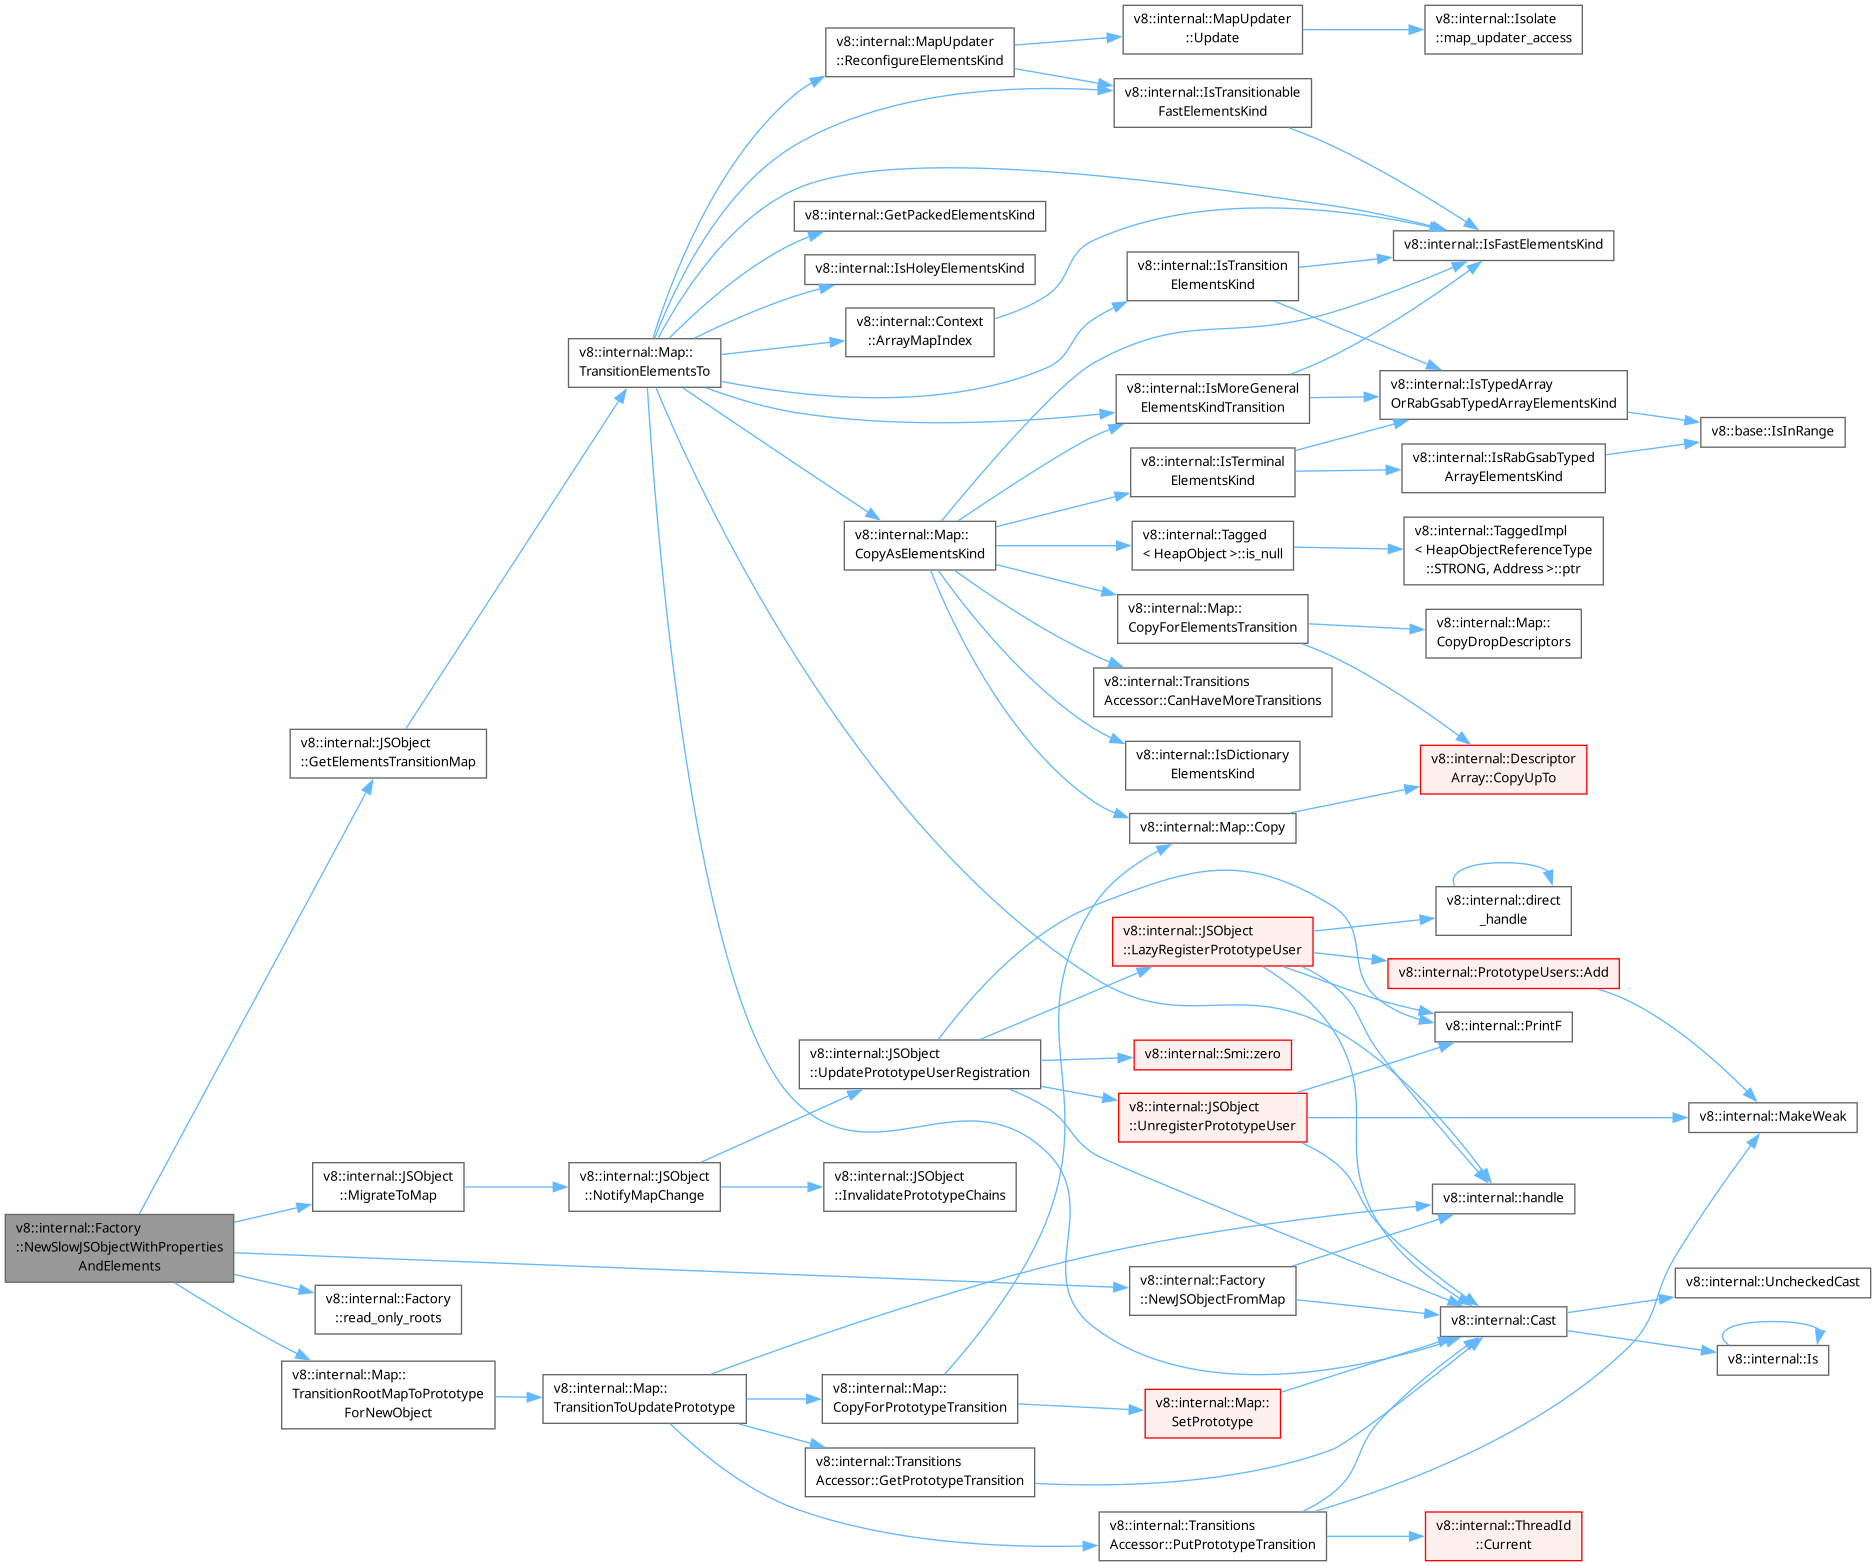 v8::internal::MapUpdater
::ReconfigureElementsKind
v8::internal::MapUpdater
::Update
v8::internal::Isolate
::map_updater_access
v8::internal::IsTransitionable
FastElementsKind
v8::internal::GetPackedElementsKind
v8::internal::IsHoleyElementsKind
v8::internal::IsFastElementsKind
v8::internal::IsTransition
ElementsKind
v8::internal::Context
::ArrayMapIndex
v8::internal::Map::
TransitionElementsTo
v8::internal::IsMoreGeneral
ElementsKindTransition
v8::internal::IsTypedArray
OrRabGsabTypedArrayElementsKind
v8::base::IsInRange
v8::internal::IsTerminal
ElementsKind
v8::internal::IsRabGsabTyped
ArrayElementsKind
v8::internal::Map::
CopyAsElementsKind
v8::internal::Tagged
< HeapObject >::is_null
v8::internal::TaggedImpl
< HeapObjectReferenceType
::STRONG, Address >::ptr
v8::internal::Map::
CopyForElementsTransition
v8::internal::Map::
CopyDropDescriptors
v8::internal::Transitions
Accessor::CanHaveMoreTransitions
v8::internal::JSObject
::GetElementsTransitionMap
v8::internal::IsDictionary
ElementsKind
v8::internal::Descriptor
Array::CopyUpTo
v8::internal::Map::Copy
v8::internal::direct
_handle
v8::internal::JSObject
::LazyRegisterPrototypeUser
v8::internal::PrototypeUsers::Add
v8::internal::PrintF
v8::internal::JSObject
::UpdatePrototypeUserRegistration
v8::internal::Smi::zero
v8::internal::JSObject
::UnregisterPrototypeUser
v8::internal::MakeWeak
v8::internal::JSObject
::MigrateToMap
v8::internal::JSObject
::NotifyMapChange
v8::internal::JSObject
::InvalidatePrototypeChains
v8::internal::handle
v8::internal::Factory
::NewSlowJSObjectWithProperties
AndElements
v8::internal::Factory
::NewJSObjectFromMap
v8::internal::UncheckedCast
v8::internal::Factory
::read_only_roots
v8::internal::Cast
v8::internal::Is
v8::internal::Map::
TransitionRootMapToPrototype
ForNewObject
v8::internal::Map::
TransitionToUpdatePrototype
v8::internal::Map::
CopyForPrototypeTransition
v8::internal::Map::
SetPrototype
v8::internal::Transitions
Accessor::GetPrototypeTransition
v8::internal::Transitions
Accessor::PutPrototypeTransition
v8::internal::ThreadId
::Current